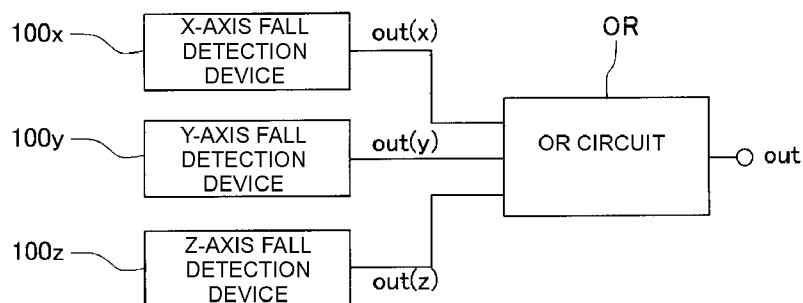 100x
X-AXIS FALL
DETECTION
DEVICE
out(x)
OR
100y
Y-AXIS FALL
DETECTION
DEVICE
out(y)
OR CIRCUIT
out
100z
Z-AXIS FALL
DETECTION
DEVICE
out(z)